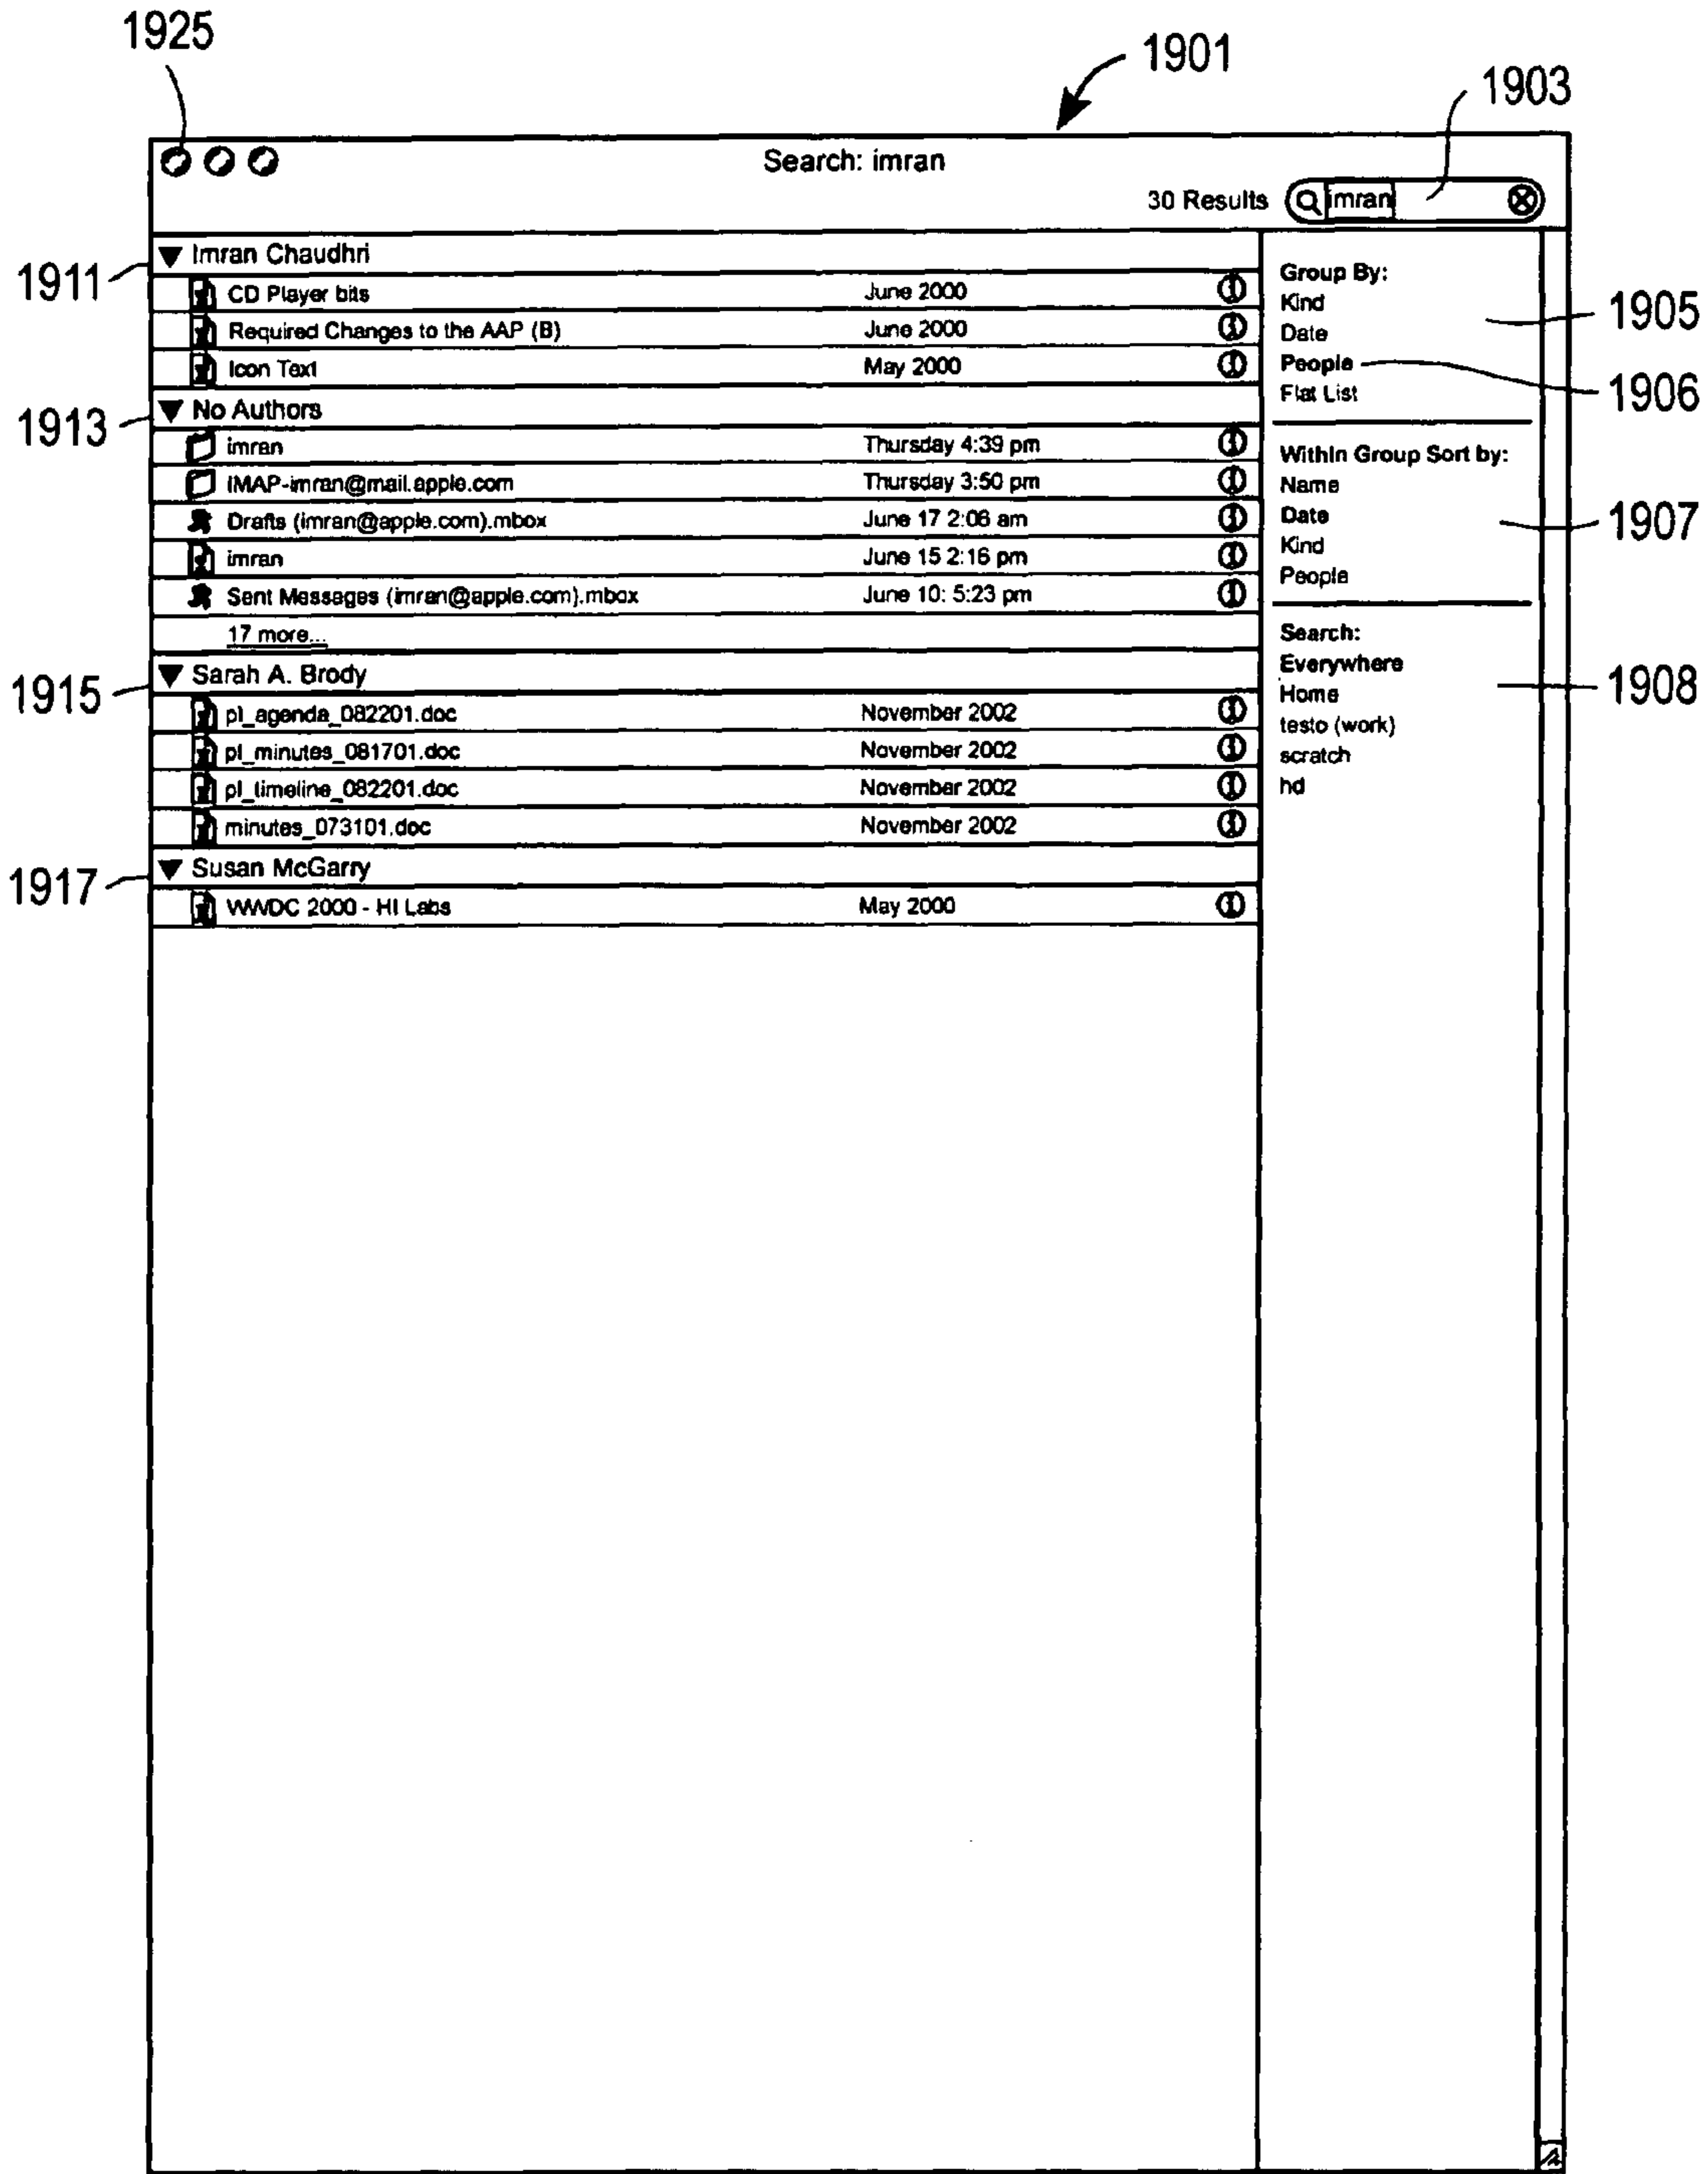 1925
1901
1903
Search: imran
30 Results
imran
1911
Imran Chaudhri
CD Player bits June 2000
Required Changes to the AAP (B) June 2000
Icon Text May 2000
1913
No Authors
imran Thursday 4:39 pm
IMAP-imran@mail.apple.com Thursday 3:50 pm
Drafts (imran@apple.com).mbox June 17 2:06 am
imran June 15 2:16 pm
Sent Messages (imran@apple.com).mbox June 10: 5:23 pm
17 more...
1915
Sarah A. Brody
pl_agenda_082201.doc November 2002
pl_minutes_081701.doc November 2002
pl_timeline_082201.doc November 2002
minutes_073101.doc November 2002
1917
Susan McGarry
WWDC 2000 - HI Labs May 2000
Group By:
Kind
Date
People
Flat List
1905
1906
Within Group Sort by:
Name
Date
Kind
People
1907
Search:
Everywhere
Home
testo (work)
scratch
hd
1908